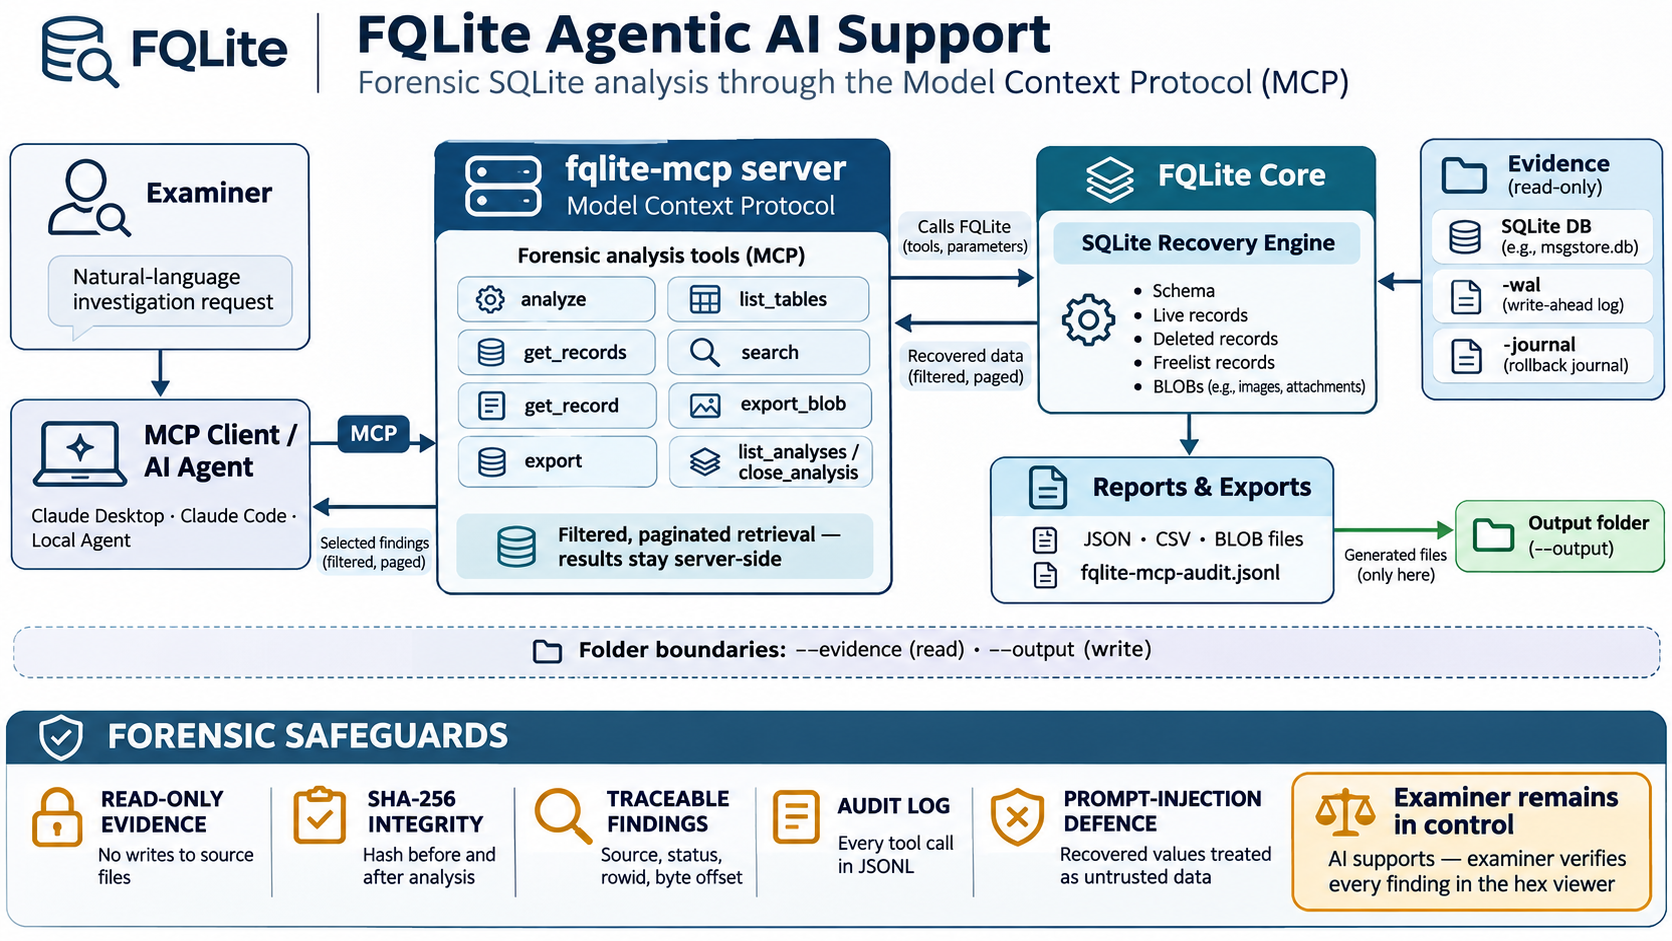 FQLite
FQLite Agentic AI Support
Forensic SQLite analysis through the Model Context Protocol (MCP)
Examiner
Natural-language
investigation request
MCP Client /
AI Agent
Claude Desktop · Claude Code ·
Local Agent
MCP
Selected findings
(filtered, paged)
fqlite-mcp server
Model Context Protocol
Forensic analysis tools (MCP)
analyze
list_tables
get_records
search
get_record
export_blob
export
list_analyses /
close_analysis
Filtered, paginated retrieval —
results stay server-side
Calls FQLite
(tools, parameters)
Recovered data
(filtered, paged)
FQLite Core
SQLite Recovery Engine
• Schema
• Live records
• Deleted records
• Freelist records
• BLOBs (e.g., images, attachments)
Evidence
(read-only)
SQLite DB
(e.g., msgstore.db)
-wal
(write-ahead log)
-journal
(rollback journal)
Reports & Exports
JSON • CSV • BLOB files
fqlite-mcp-audit.jsonl
Generated files
(only here)
Output folder
(--output)
Folder boundaries: --evidence (read) • --output (write)
FORENSIC SAFEGUARDS
READ-ONLY
EVIDENCE
No writes to source
files
SHA-256
INTEGRITY
Hash before and
after analysis
TRACEABLE
FINDINGS
Source, status,
rowid, byte offset
AUDIT LOG
Every tool call
in JSONL
PROMPT-INJECTION
DEFENCE
Recovered values treated
as untrusted data
Examiner remains
in control
AI supports — examiner verifies
every finding in the hex viewer